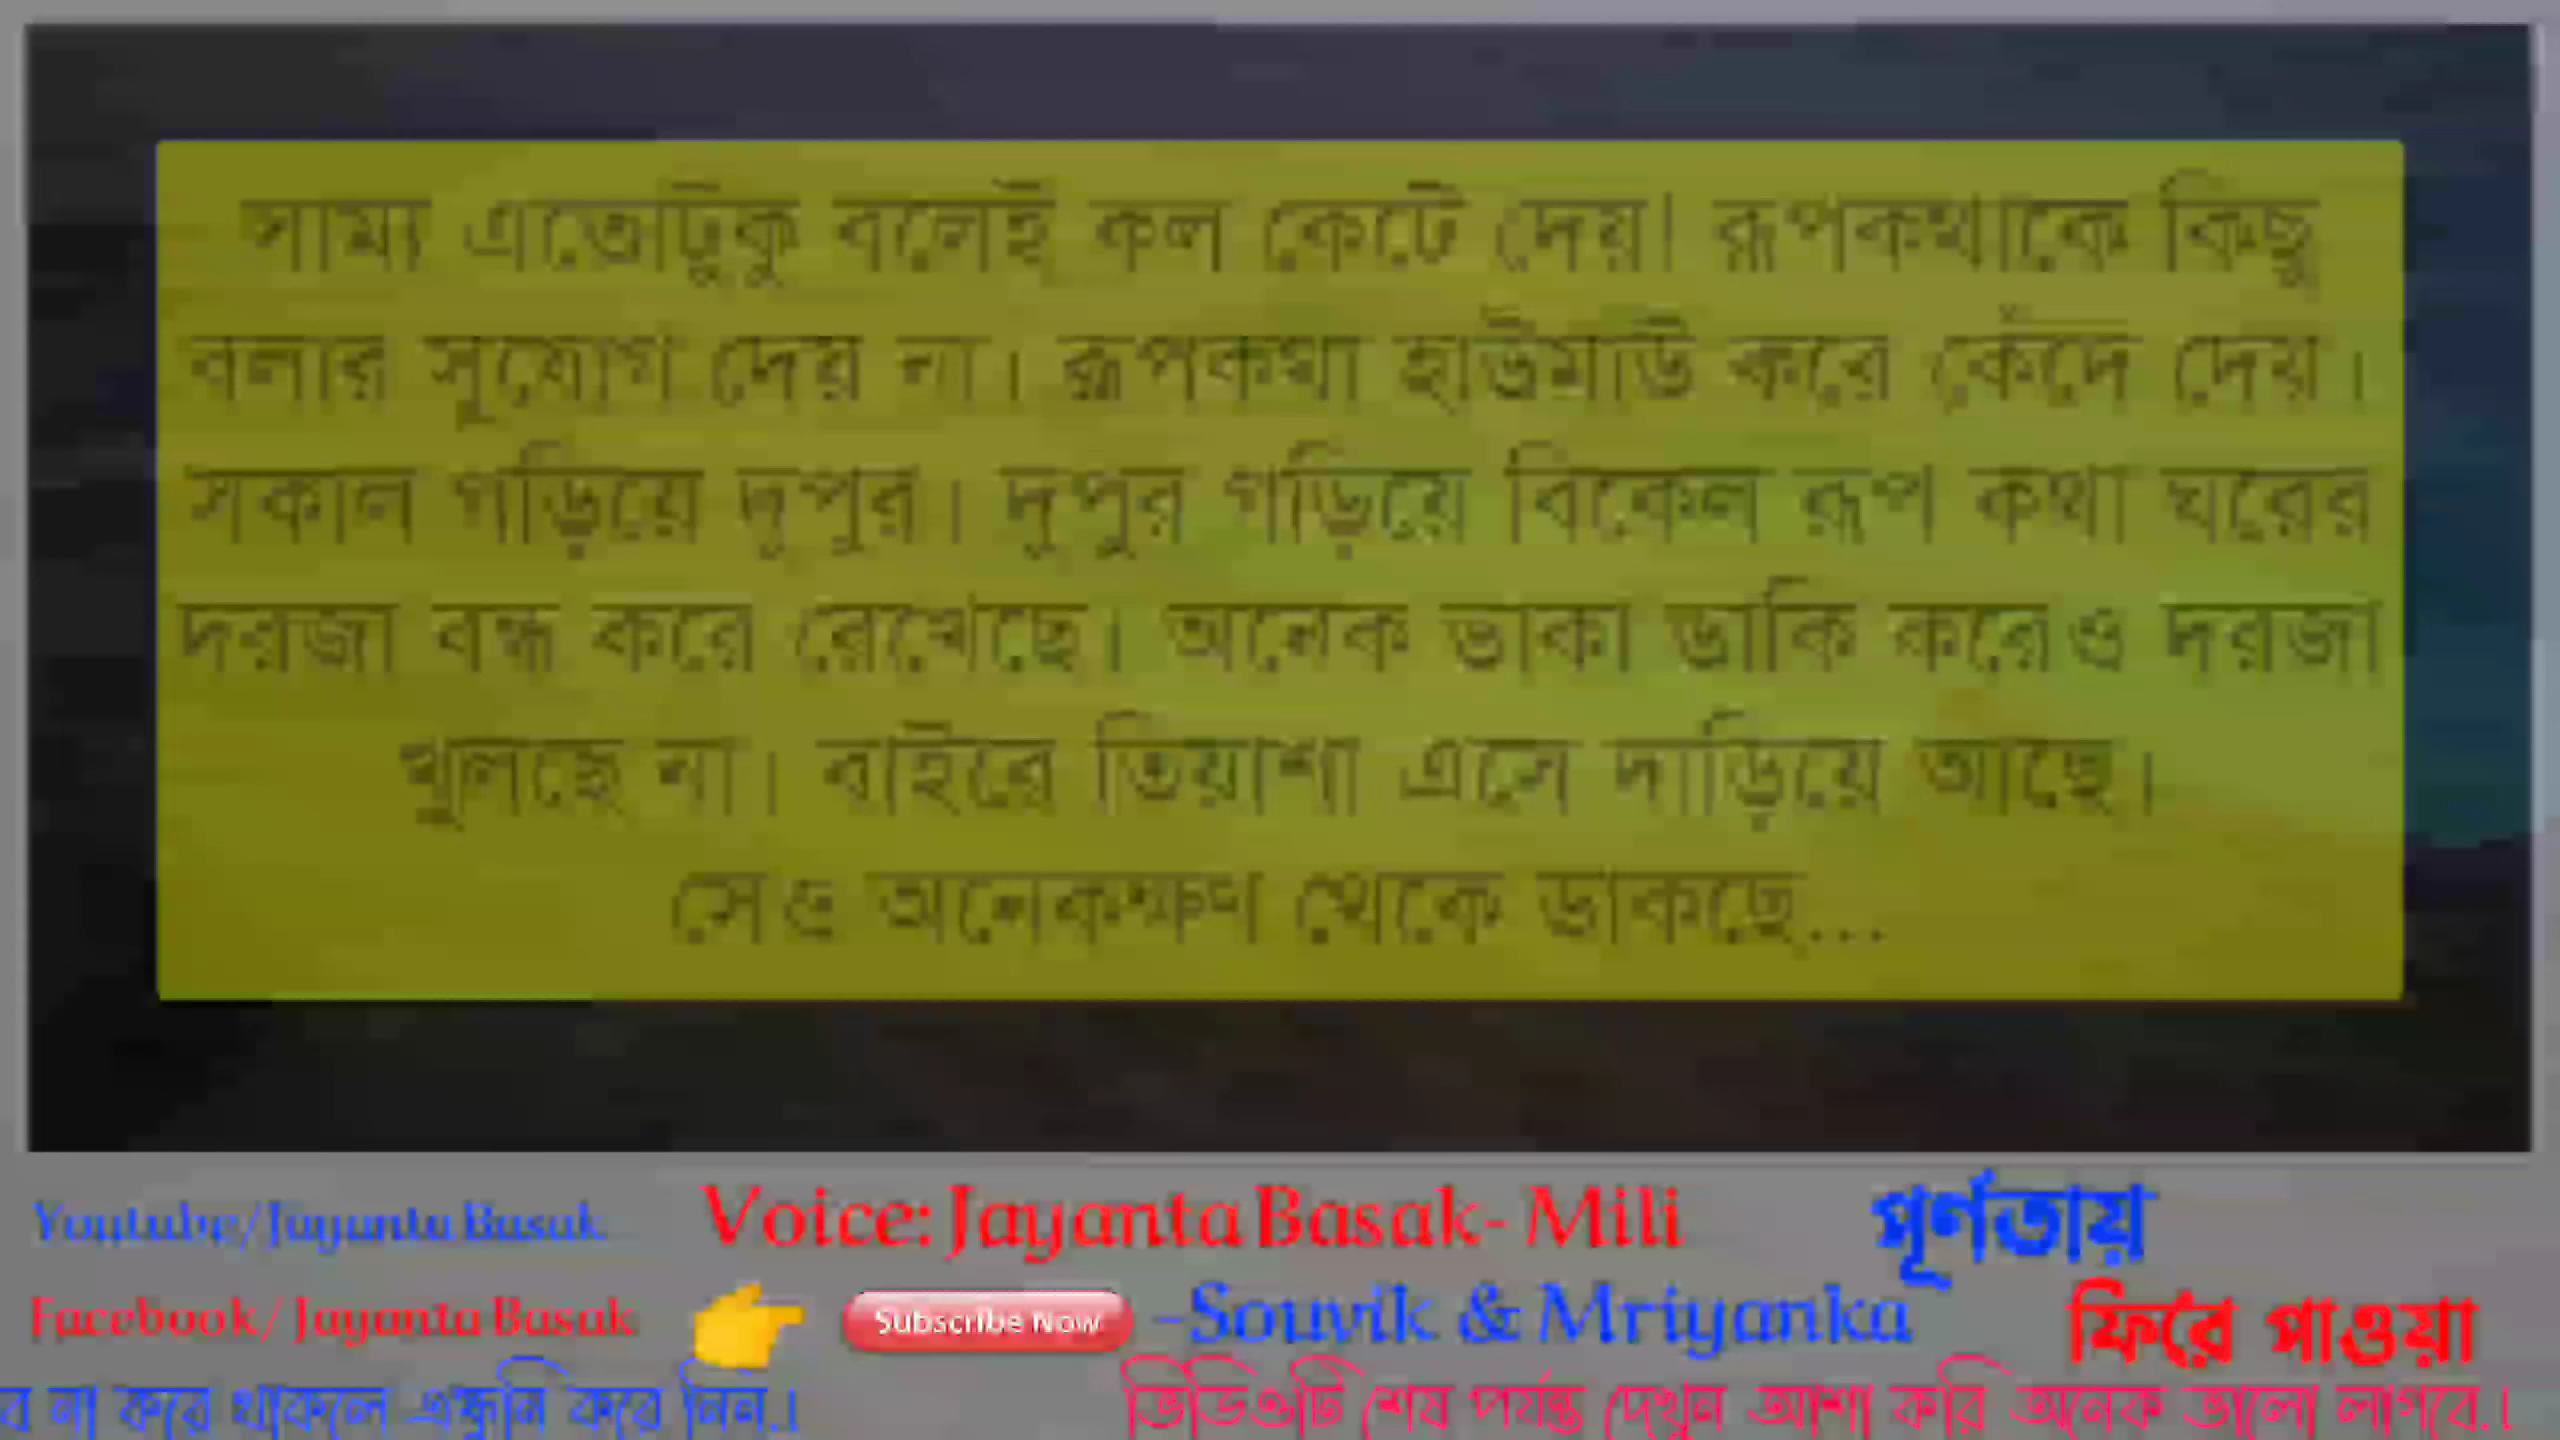 সাম্য এতোটুকু বলেই কল কেটে দেয়। রূপকথাকে কিছু
বলার সুযোগ দেয় না। রূপকথা হাউমাউ করে কেঁদে দেয়।
সকাল গড়িয়ে দুপুর। দুপুর গড়িয়ে বিকেল রূপ কথা ঘরের
দরজা বন্ধ করে রেখেছে। অনেক ডাকা ডাকি করেও দরজা
খুলছে না। বাইরে তিয়াশা এসে দাড়িয়ে আছে।
সেও অনেকক্ষণ থেকে ডাকছে...
Youtube/Jayanta Basak
Voice: Jayanta Basak- Mili
পূর্ণতায়
Facebook/ Jayanta Basak
Subscribe Now
-Souvik & Mriyanka
ফিরে পাওয়া
ব না করে থাকলে এক্ষুনি করে নিন.।
ভিডিওটি শেষ পর্যন্ত দেখুন আশা করি অনেক ভালো লাগবে.।